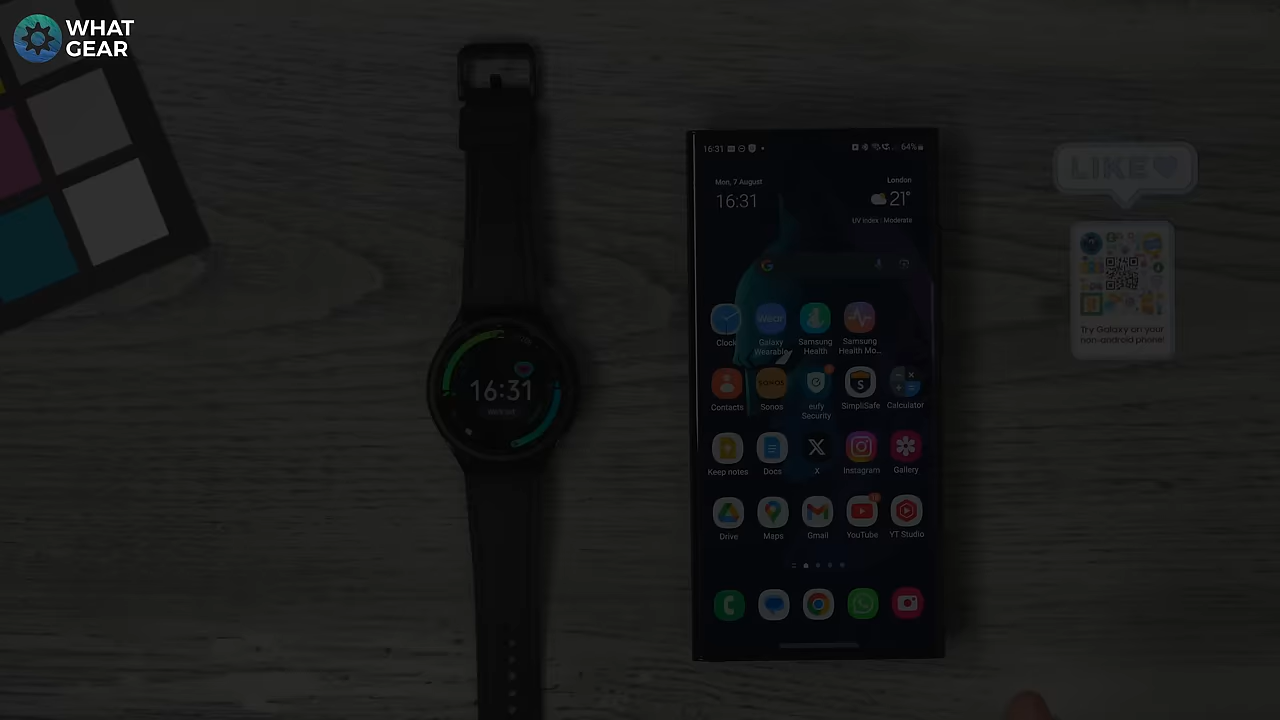 WHAT
GEAR
16:31
64%
Mon, 7 August
16:31
London
21°
UV index · Moderate
Clock
Galaxy
Wearable
Samsung
Health
Samsung
Health Mo...
Contacts
SONOS
Sonos
eufy
Security
SimpliSafe
Calculator
Keep notes
Docs
X
Instagram
Gallery
Drive
Maps
Gmail
YouTube
YT Studio
16:31
LIKE
Try Galaxy on your
non-android phone!